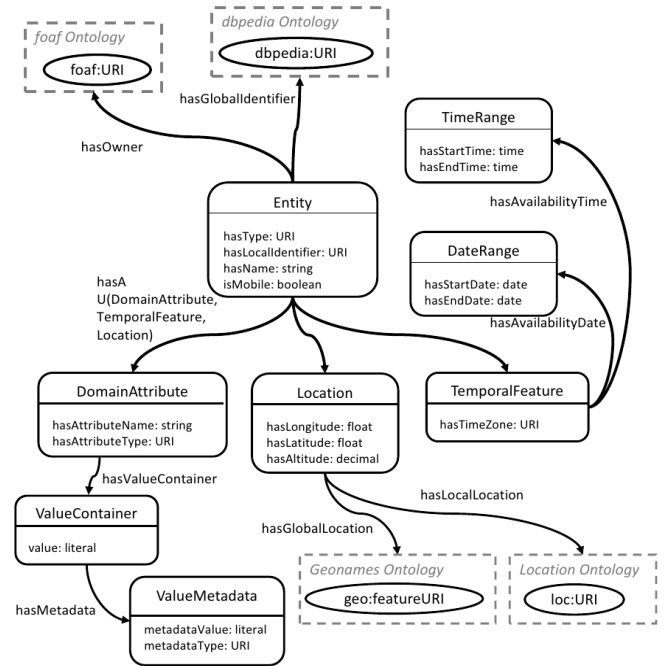 foaf Ontology
foaf:URI
dbpedia Ontology
dbpedia:URI
hasGlobalIdentifier
hasOwner
TimeRange
hasStartTime: time
hasEndTime: time
hasAvailabilityTime
Entity
hasType: URI
hasLocalIdentifier: URI
hasName: string
isMobile: boolean
DateRange
hasStartDate: date
hasEndDate: date
hasAvailabilityDate
hasA
U(DomainAttribute,
TemporalFeature,
Location)
DomainAttribute
hasAttributeName: string
hasAttributeType: URI
Location
hasLongitude: float
hasLatitude: float
hasAltitude: decimal
TemporalFeature
hasTimeZone: URI
hasValueContainer
ValueContainer
value: literal
hasGlobalLocation
hasLocalLocation
Geonames Ontology
geo:featureURI
Location Ontology
loc:URI
hasMetadata
ValueMetadata
metadataValue: literal
metadataType: URI